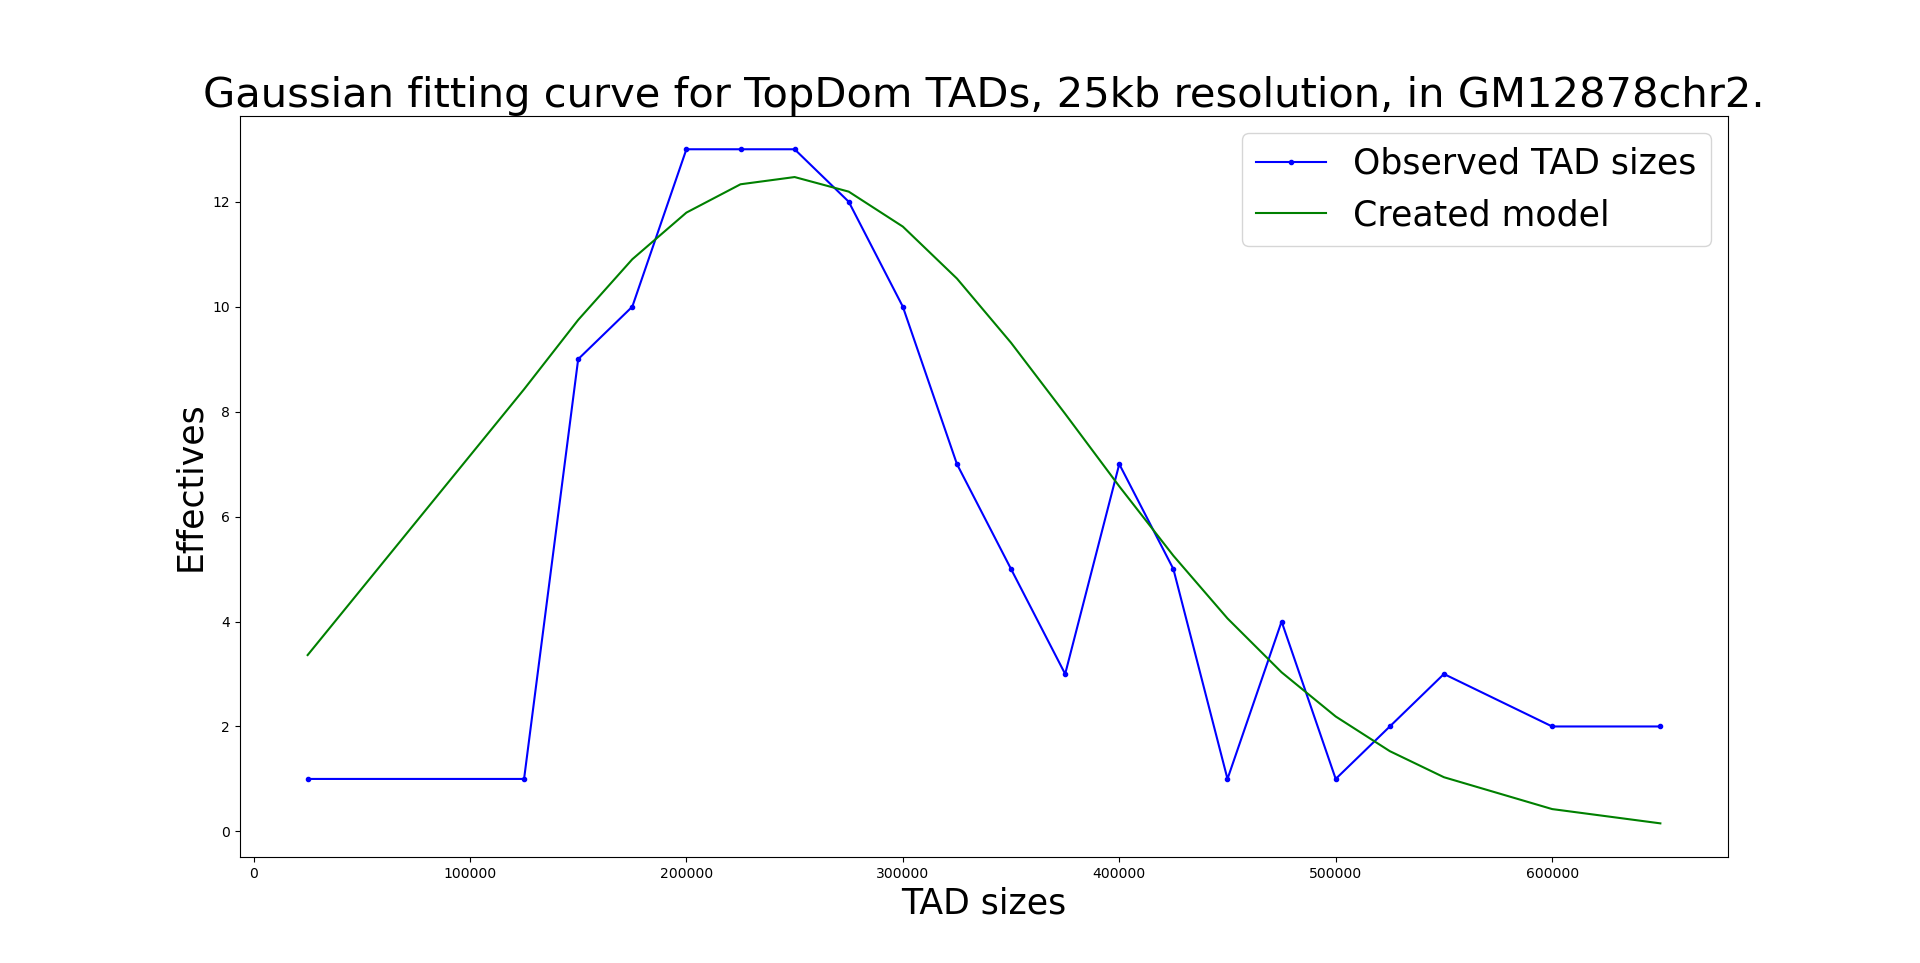 Gaussian fitting curve for TopDom TADs, 25kb resolution, in GM12878chr2.
Observed TAD sizes
Created model
Effectives
12
10
8
6
4
2
0
0 100000 200000 300000 400000 500000 600000
TAD sizes